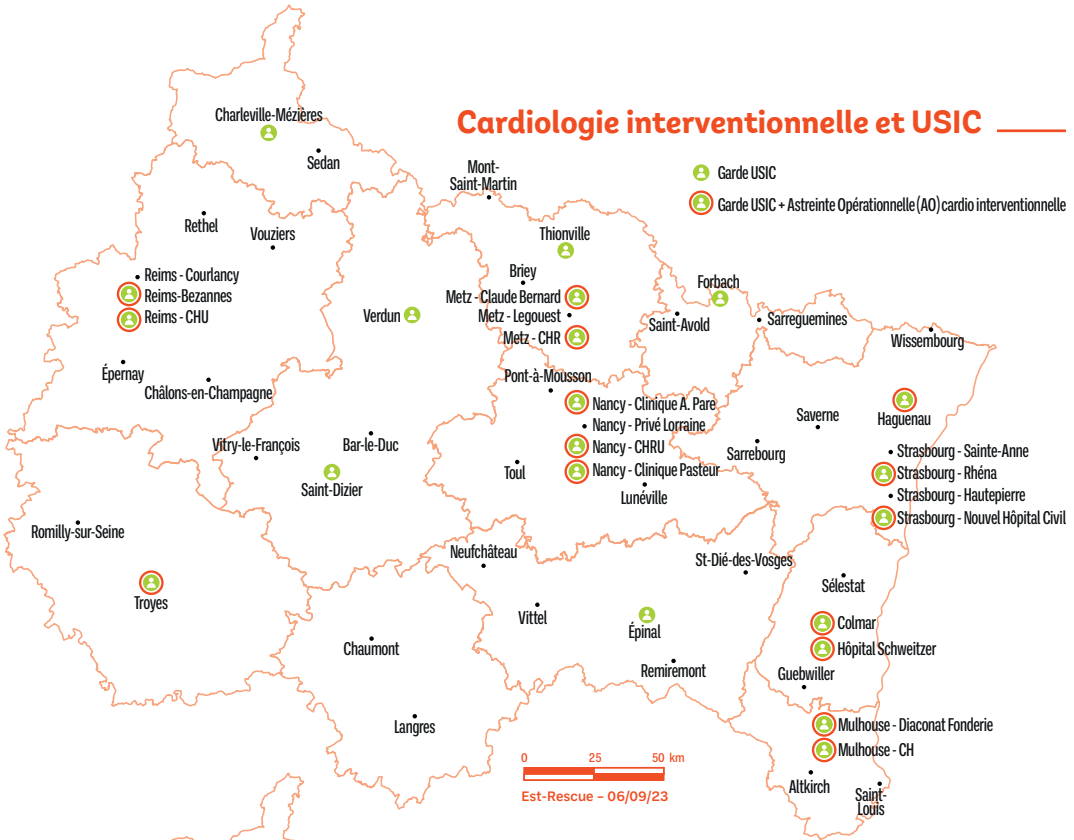 Cardiologie interventionnelle et USIC
Garde USIC
Garde USIC + Astreinte Opérationnelle (AO) cardio interventionnelle
Charleville-Mézières
Sedan
Mont-
Saint-Martin
Rethel
Vouziers
Thionville
Briey
Forbach
Reims - Courlancy
Reims-Bezannes
Reims - CHU
Verdun
Metz - Claude Bernard
Metz - Legouest
Metz - CHR
Saint-Avold
Sarreguemines
Wissembourg
Épernay
Châlons-en-Champagne
Pont-à-Mousson
Nancy - Clinique A. Pare
Nancy - Privé Lorraine
Nancy - CHRU
Nancy - Clinique Pasteur
Saverne
Haguenau
Vitry-le-François
Bar-le-Duc
Saint-Dizier
Toul
Lunéville
Sarrebourg
Strasbourg - Sainte-Anne
Strasbourg - Rhéna
Strasbourg - Hautepierre
Strasbourg - Nouvel Hôpital Civil
Romilly-sur-Seine
Troyes
Neufchâteau
St-Dié-des-Vosges
Sélestat
Vittel
Épinal
Colmar
Hôpital Schweitzer
Chaumont
Remiremont
Guebwiller
Langres
Mulhouse - Diaconat Fonderie
Mulhouse - CH
Altkirch
Saint-
Louis
0 25 50 km
Est-Rescue – 06/09/23